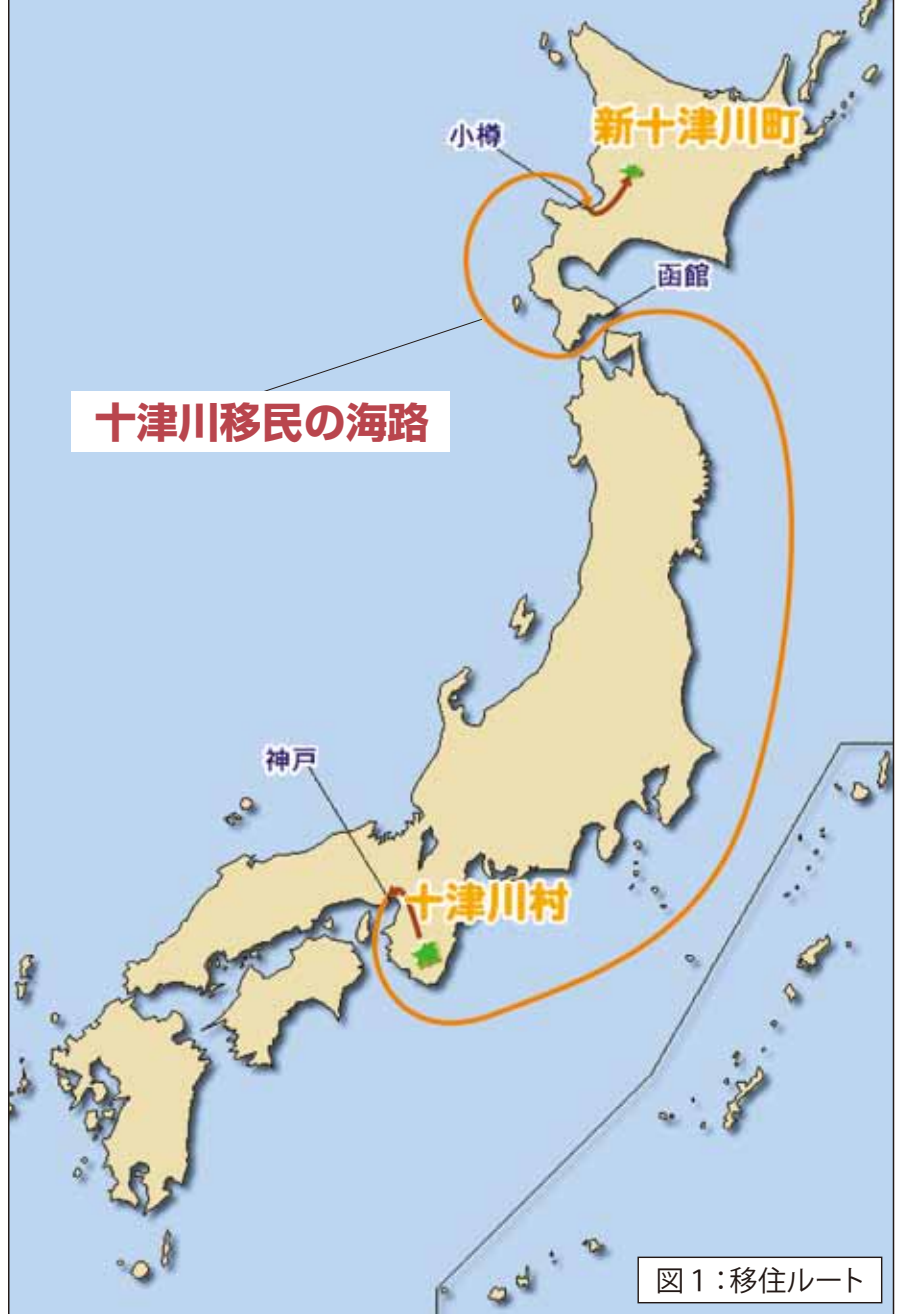 新十津川町
小樽
函館
十津川移民の海路
神戸
十津川村
図1：移住ルート